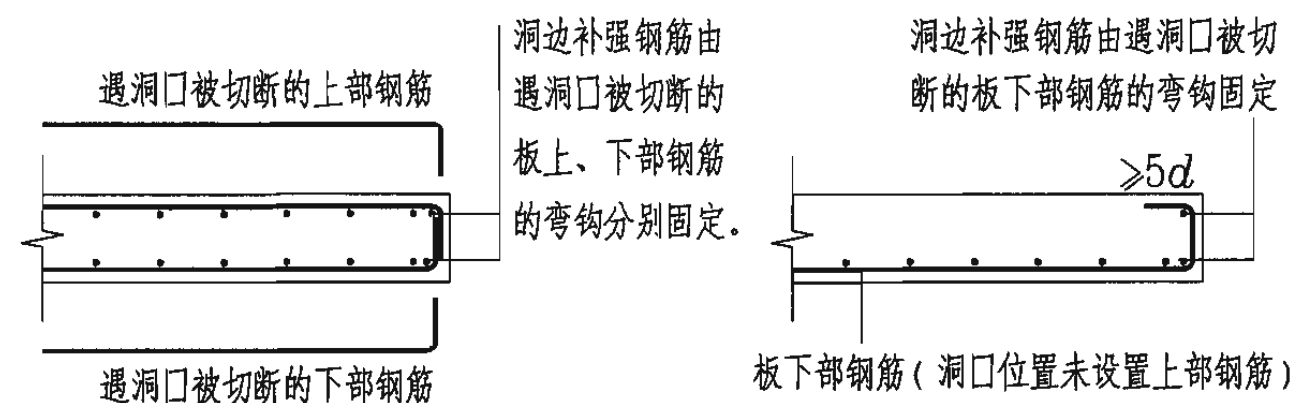 遇洞口被切断的上部钢筋
洞边补强钢筋由
遇洞口被切断的
板上、下部钢筋
的弯钩分别固定。
遇洞口被切断的下部钢筋
洞边补强钢筋由遇洞口被切
断的板下部钢筋的弯钩固定
≥5d
板下部钢筋(洞口位置未设置上部钢筋)